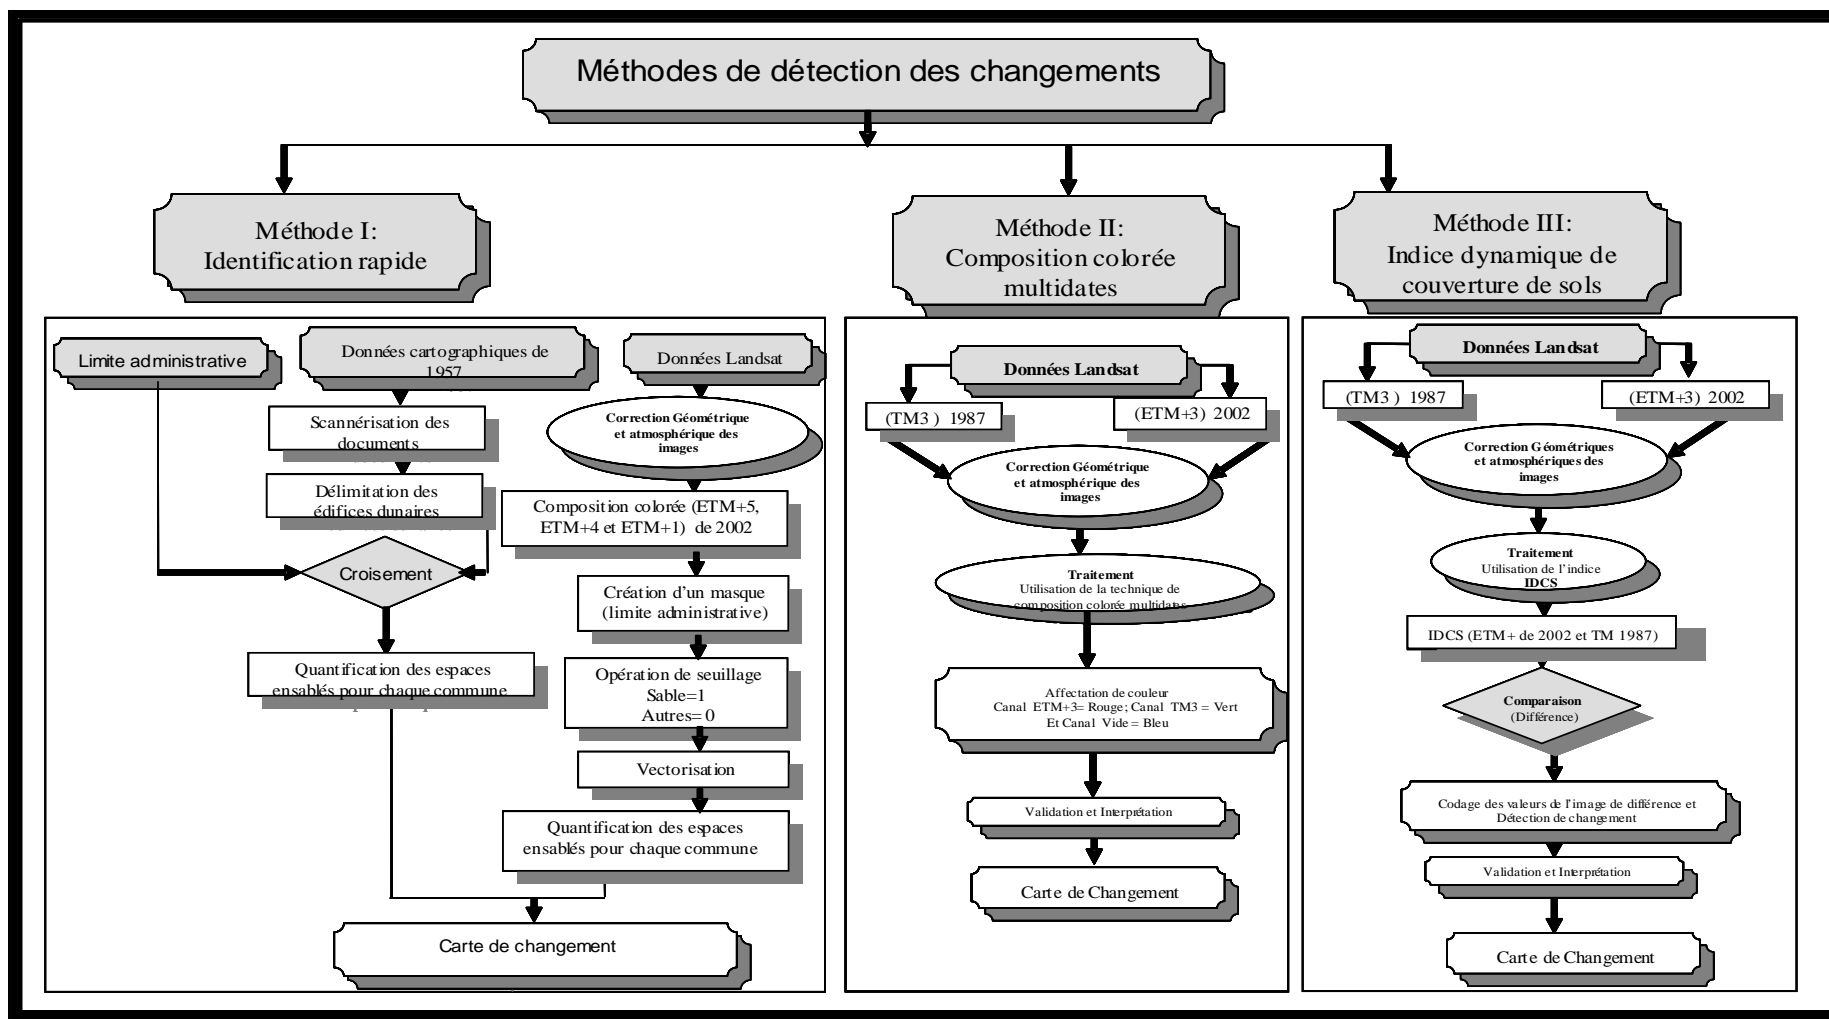 Méthodes de détection des changements
Méthode I:
Identification rapide
Méthode II:
Composition colorée
multidates
Méthode III:
Indice dynamique de
couverture de sols
Limite administrative
Données cartographiques de
1957
Scannérisation des
documents
Délimitation des
édifices dunaires
Croisement
Quantification des espaces
ensablés pour chaque commune
Données Landsat
Correction Géométrique
et atmosphérique des
images
Composition colorée (ETM+5,
ETM+4 et ETM+1) de 2002
Création d'un masque
(limite administrative)
Opération de seuillage
Sable=1
Autres= 0
Vectorisation
Quantification des espaces
ensablés pour chaque commune
Carte de changement
Données Landsat
(TM3 ) 1987
(ETM+3) 2002
Correction Géométrique
et atmosphérique des
images
Traitement
Utilisation de la technique de
composition colorée multidates
Affectation de couleur
Canal ETM+3= Rouge; Canal TM3 = Vert
Et Canal Vide = Bleu
Validation et Interprétation
Carte de Changement
Données Landsat
(TM3 ) 1987
(ETM+3) 2002
Correction Géométriques
et atmosphériques des
images
Traitement
Utilisation de l'indice
IDCS
IDCS (ETM+ de 2002 et TM 1987)
Comparaison
(Différence)
Codage des valeurs de l'image de différence et
Détection de changement
Validation et Interprétation
Carte de Changement